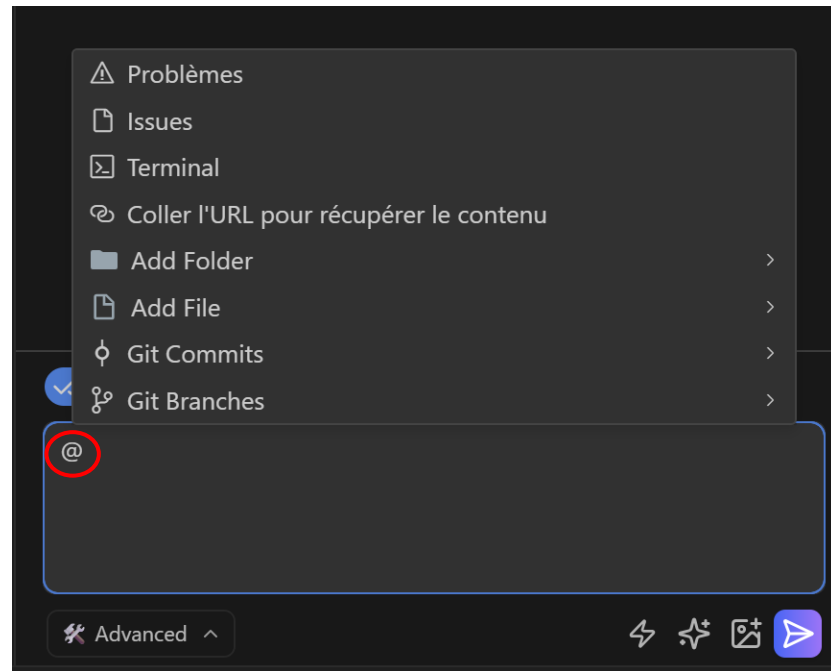 Problèmes
Issues
Terminal
Coller l'URL pour récupérer le contenu
Add Folder
Add File
Git Commits
Git Branches
@
Advanced